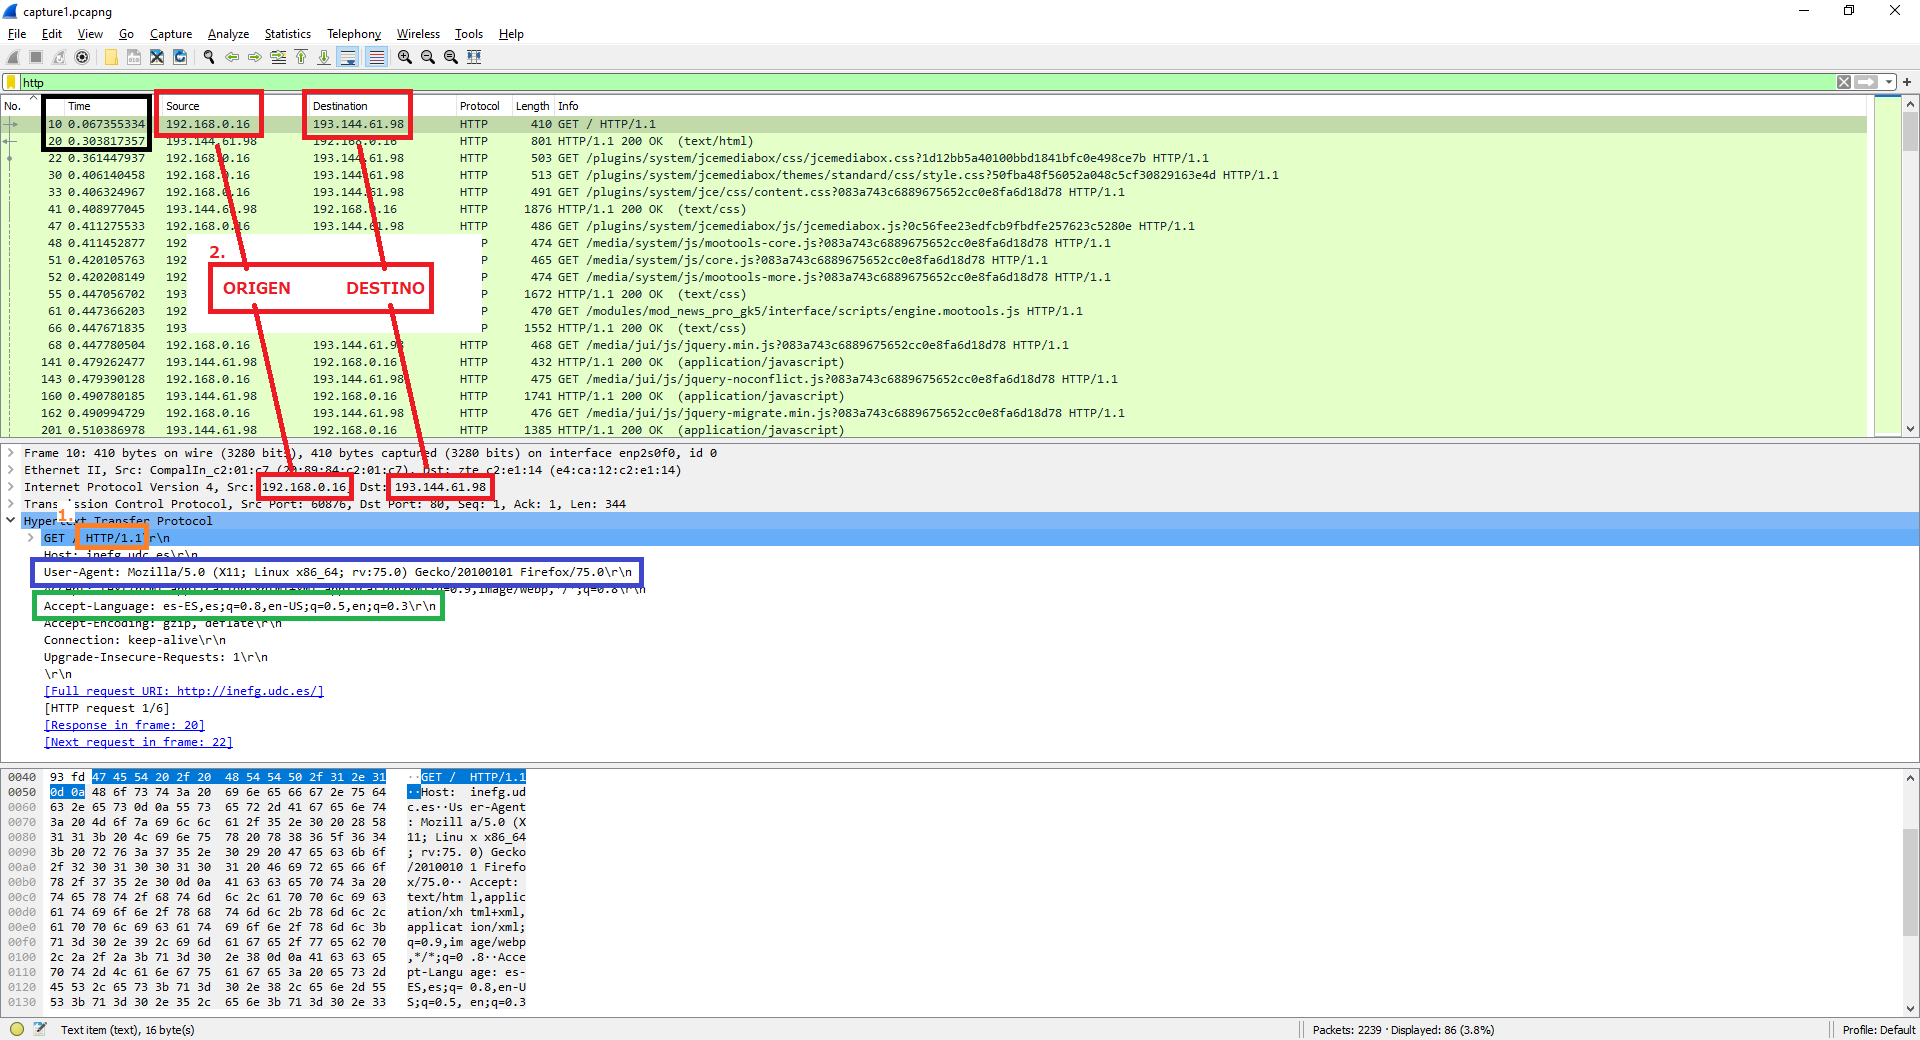 capture1.pcapng
File Edit View Go Capture Analyze Statistics Telephony Wireless Tools Help
http
No. Time Source Destination Protocol Length Info
10 0.067355334 192.168.0.16 193.144.61.98 HTTP 410 GET / HTTP/1.1
20 0.303817357 193.144.61.98 192.168.0.16 HTTP 801 HTTP/1.1 200 OK (text/html)
22 0.361447937 192.168.0.16 193.144.61.98 HTTP 503 GET /plugins/system/jcemediabox/css/jcemediabox.css?1d12bb5a40100bbd1841bfc0e498ce7b HTTP/1.1
30 0.406140458 192.168.0.16 193.144.61.98 HTTP 513 GET /plugins/system/jcemediabox/themes/standard/css/style.css?50fba48f56052a048c5cf30829163e4d HTTP/1.1
33 0.406324967 192.168.0.16 193.144.61.98 HTTP 491 GET /plugins/system/jce/css/content.css?083a743c6889675652cc0e8fa6d18d78 HTTP/1.1
41 0.408977045 193.144.61.98 192.168.0.16 HTTP 1876 HTTP/1.1 200 OK (text/css)
47 0.411275533 192.168.0.16 193.144.61.98 HTTP 486 GET /plugins/system/jcemediabox/js/jcemediabox.js?0c56fee23edfcb9fbdfe257623c5280e HTTP/1.1
48 0.411452877 192 P 474 GET /media/system/js/mootools-core.js?083a743c6889675652cc0e8fa6d18d78 HTTP/1.1
2.
51 0.420105763 192 P 465 GET /media/system/js/core.js?083a743c6889675652cc0e8fa6d18d78 HTTP/1.1
52 0.420208149 192 P 474 GET /media/system/js/mootools-more.js?083a743c6889675652cc0e8fa6d18d78 HTTP/1.1
ORIGEN DESTINO
55 0.447056702 193 P 1672 HTTP/1.1 200 OK (text/css)
61 0.447366203 192 P 470 GET /modules/mod_news_pro_gk5/interface/scripts/engine.mootools.js HTTP/1.1
66 0.447671835 193 P 1552 HTTP/1.1 200 OK (text/css)
68 0.447780504 192.168.0.16 193.144.61.98 HTTP 468 GET /media/jui/js/jquery.min.js?083a743c6889675652cc0e8fa6d18d78 HTTP/1.1
141 0.479262477 193.144.61.98 192.168.0.16 HTTP 432 HTTP/1.1 200 OK (application/javascript)
143 0.479390128 192.168.0.16 193.144.61.98 HTTP 475 GET /media/jui/js/jquery-noconflict.js?083a743c6889675652cc0e8fa6d18d78 HTTP/1.1
160 0.490780185 193.144.61.98 192.168.0.16 HTTP 1741 HTTP/1.1 200 OK (application/javascript)
162 0.490994729 192.168.0.16 193.144.61.98 HTTP 476 GET /media/jui/js/jquery-migrate.min.js?083a743c6889675652cc0e8fa6d18d78 HTTP/1.1
201 0.510386978 193.144.61.98 192.168.0.16 HTTP 1385 HTTP/1.1 200 OK (application/javascript)
Frame 10: 410 bytes on wire (3280 bits), 410 bytes captured (3280 bits) on interface enp2s0f0, id 0
Ethernet II, Src: CompalIn_c2:01:c7 (20:89:84:c2:01:c7), Dst: zte_c2:e1:14 (e4:ca:12:c2:e1:14)
Internet Protocol Version 4, Src: 192.168.0.16, Dst: 193.144.61.98
Transmission Control Protocol, Src Port: 60876, Dst Port: 80, Seq: 1, Ack: 1, Len: 344
1.
Hypertext Transfer Protocol
GET / HTTP/1.1\r\n
Host: inefg.udc.es\r\n
User-Agent: Mozilla/5.0 (X11; Linux x86_64; rv:75.0) Gecko/20100101 Firefox/75.0\r\n
Accept: text/html,application/xhtml+xml,application/xml;q=0.9,image/webp,*/*;q=0.8\r\n
Accept-Language: es-ES,es;q=0.8,en-US;q=0.5,en;q=0.3\r\n
Accept-Encoding: gzip, deflate\r\n
Connection: keep-alive\r\n
Upgrade-Insecure-Requests: 1\r\n
\r\n
[Full request URI: http://inefg.udc.es/]
[HTTP request 1/6]
[Response in frame: 20]
[Next request in frame: 22]
0040 93 fd 47 45 54 20 2f 20 48 54 54 50 2f 31 2e 31 ··GET / HTTP/1.1
0050 0d 0a 48 6f 73 74 3a 20 69 6e 65 66 67 2e 75 64 ··Host: inefg.ud
0060 63 2e 65 73 0d 0a 55 73 65 72 2d 41 67 65 6e 74 c.es··Us er-Agent
0070 3a 20 4d 6f 7a 69 6c 6c 61 2f 35 2e 30 20 28 58 : Mozill a/5.0 (X
0080 31 31 3b 20 4c 69 6e 75 78 20 78 38 36 5f 36 34 11; Linu x x86_64
0090 3b 20 72 76 3a 37 35 2e 30 29 20 47 65 63 6b 6f ; rv:75. 0) Gecko
00a0 2f 32 30 31 30 30 31 30 31 20 46 69 72 65 66 6f /2010010 1 Firefo
00b0 78 2f 37 35 2e 30 0d 0a 41 63 63 65 70 74 3a 20 x/75.0·· Accept:
00c0 74 65 78 74 2f 68 74 6d 6c 2c 61 70 70 6c 69 63 text/htm l,applic
00d0 61 74 69 6f 6e 2f 78 68 74 6d 6c 2b 78 6d 6c 2c ation/xh tml+xml,
00e0 61 70 70 6c 69 63 61 74 69 6f 6e 2f 78 6d 6c 3b applicat ion/xml;
00f0 71 3d 30 2e 39 2c 69 6d 61 67 65 2f 77 65 62 70 q=0.9,im age/webp
0100 2c 2a 2f 2a 3b 71 3d 30 2e 38 0d 0a 41 63 63 65 ,*/*;q=0 .8··Acce
0110 70 74 2d 4c 61 6e 67 75 61 67 65 3a 20 65 73 2d pt-Langu age: es-
0120 45 53 2c 65 73 3b 71 3d 30 2e 38 2c 65 6e 2d 55 ES,es;q= 0.8,en-U
0130 53 3b 71 3d 30 2e 35 2c 65 6e 3b 71 3d 30 2e 33 S;q=0.5, en;q=0.3
Text item (text), 16 byte(s) Packets: 2239 · Displayed: 86 (3.8%) Profile: Default